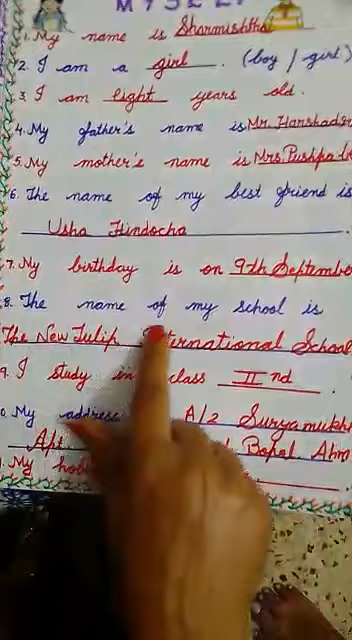 MYSELF
1. My name is Sharmishtha
2. I am a girl. (boy / girl)
3. I am eight years old.
4. My father's name is Mr. Harshad
5. My mother's name is Mrs. Pushpa
6. The name of my best friend is
Usha Hindocha.
7. My birthday is on 9th September
8. The name of my school is
The New Tulip International School
9. I study in class IInd.
My address A/2 Suryamukhi
Apt Bopal. Ahm
My